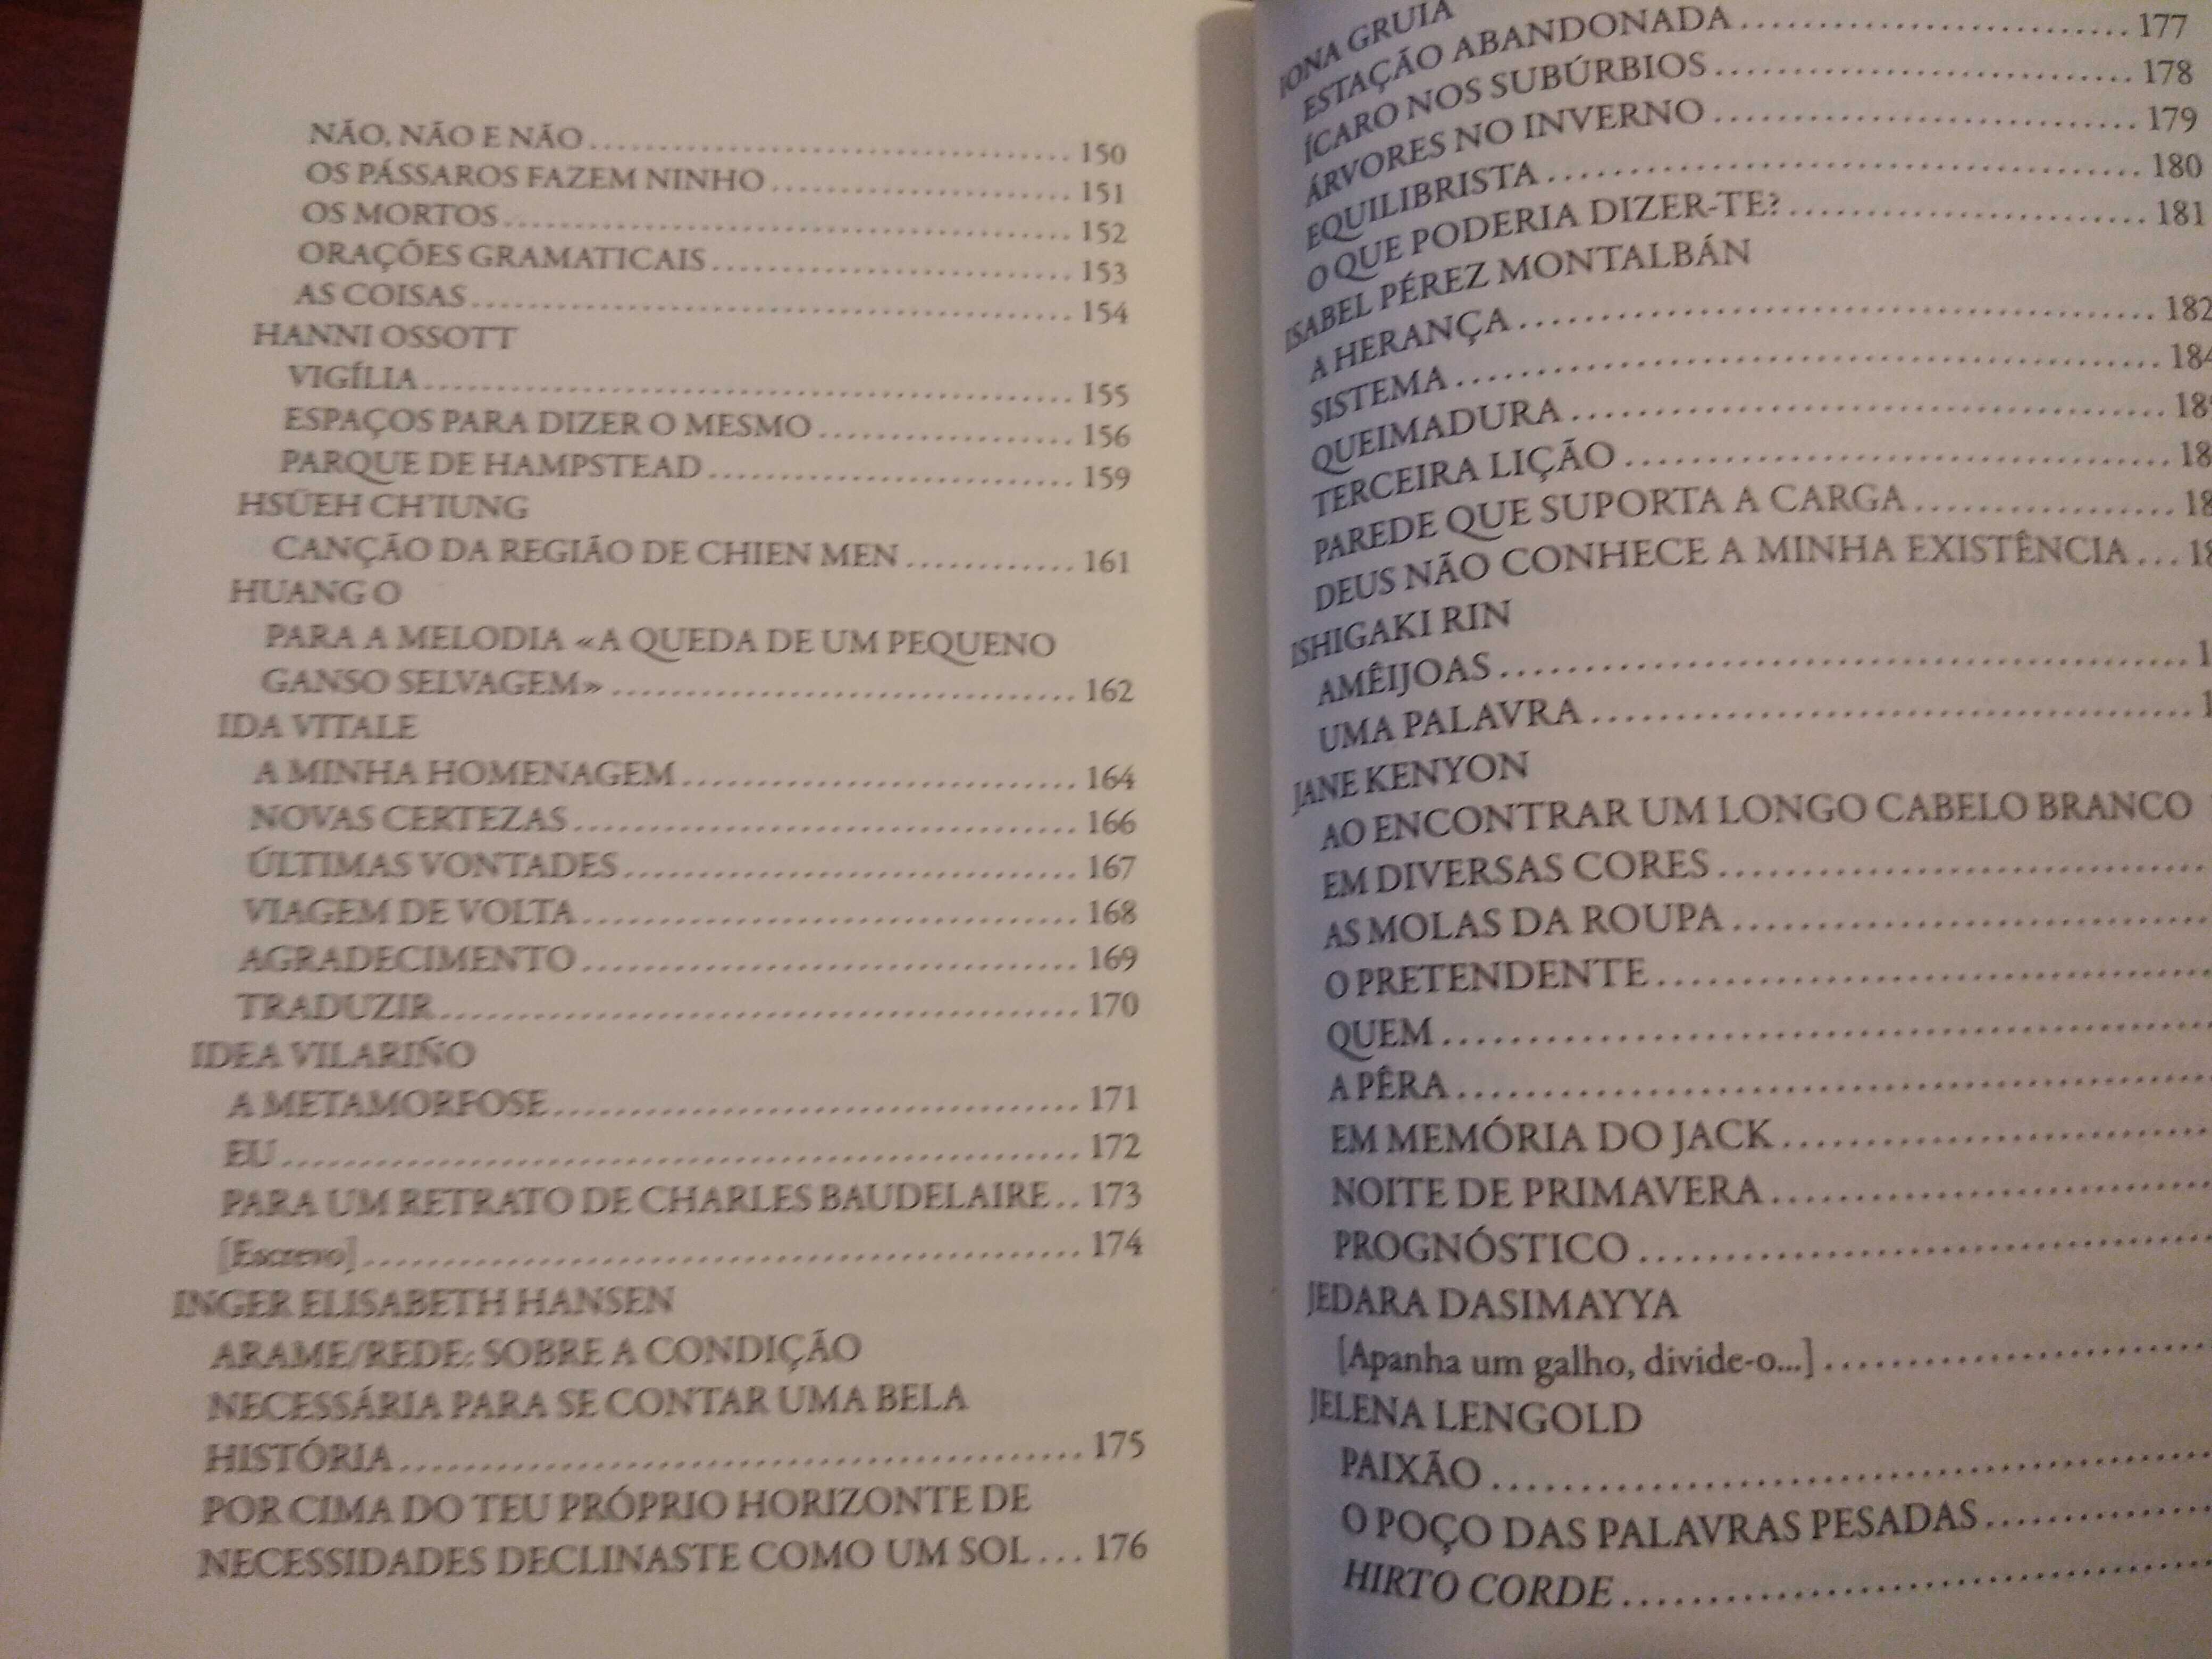 NÃO, NÃO E NÃO.................................. 150
OS PÁSSAROS FAZEM NINHO.................... 151
OS MORTOS........................................ 152
ORAÇÕES GRAMATICAIS......................... 153
AS COISAS.......................................... 154
HANNI OSSOTT
VIGÍLIA.............................................. 155
ESPAÇOS PARA DIZER O MESMO................. 156
PARQUE DE HAMPSTEAD......................... 159
HSÜEH CH'IUNG
CANÇÃO DA REGIÃO DE CHIEN MEN............ 161
HUANG O
PARA A MELODIA «A QUEDA DE UM PEQUENO
GANSO SELVAGEM»............................... 162
IDA VITALE
A MINHA HOMENAGEM........................... 164
NOVAS CERTEZAS................................. 166
ÚLTIMAS VONTADES.............................. 167
VIAGEM DE VOLTA................................ 168
AGRADECIMENTO................................. 169
TRADUZIR.......................................... 170
IDEA VILARIÑO
A METAMORFOSE.................................. 171
EU................................................... 172
PARA UM RETRATO DE CHARLES BAUDELAIRE.. 173
[Escrevo]............................................ 174
INGER ELISABETH HANSEN
ARAME/REDE: SOBRE A CONDIÇÃO
NECESSÁRIA PARA SE CONTAR UMA BELA
HISTÓRIA........................................... 175
POR CIMA DO TEU PRÓPRIO HORIZONTE DE
NECESSIDADES DECLINASTE COMO UM SOL... 176
IONA GRUIA
ESTAÇÃO ABANDONADA.......................... 177
ÍCARO NOS SUBÚRBIOS............................ 178
ÁRVORES NO INVERNO............................ 179
EQUILIBRISTA...................................... 180
O QUE PODERIA DIZER-TE?........................ 181
ISABEL PÉREZ MONTALBÁN
A HERANÇA......................................... 182
SISTEMA............................................. 184
QUEIMADURA.......................................
TERCEIRA LIÇÃO...................................
PAREDE QUE SUPORTA A CARGA..................
DEUS NÃO CONHECE A MINHA EXISTÊNCIA...
ISHIGAKI RIN
AMÊIJOAS...........................................
UMA PALAVRA......................................
JANE KENYON
AO ENCONTRAR UM LONGO CABELO BRANCO
EM DIVERSAS CORES...............................
AS MOLAS DA ROUPA...............................
O PRETENDENTE...................................
QUEM................................................
A PÊRA...............................................
EM MEMÓRIA DO JACK.............................
NOITE DE PRIMAVERA.............................
PROGNÓSTICO......................................
JEDARA DASIMAYYA
[Apanha um galho, divide-o...].........................
JELENA LENGOLD
PAIXÃO..............................................
O POÇO DAS PALAVRAS PESADAS................
HIRTO CORDE.......................................